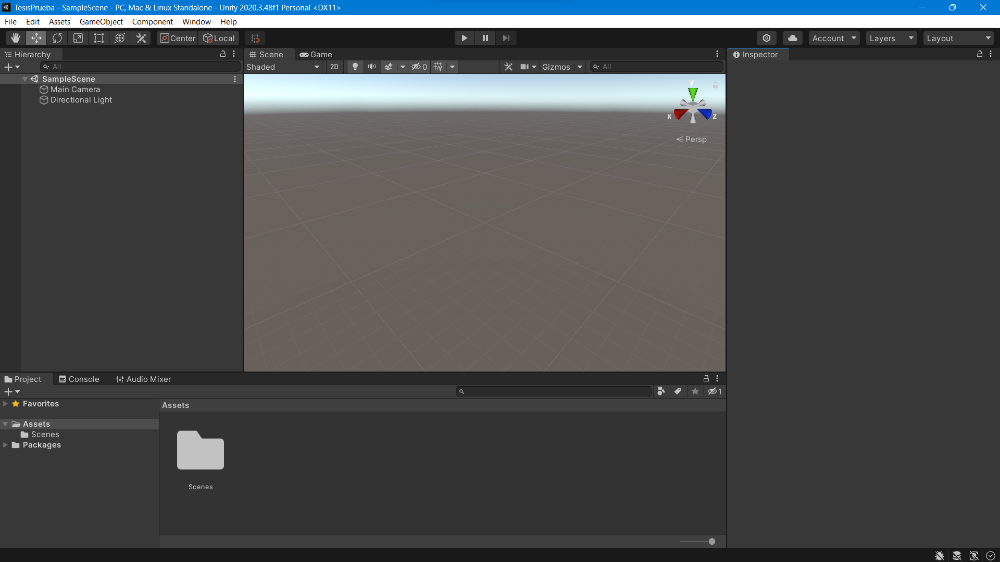 TesisPrueba - SampleScene - PC, Mac & Linux Standalone - Unity 2020.3.48f1 Personal <DX11>
File Edit Assets GameObject Component Window Help
Center Local Account Layers Layout
Hierarchy Scene Game Inspector
All Shaded 2D 0 Gizmos All
SampleScene
Main Camera
Directional Light
y
x z
Persp
Project Console Audio Mixer
1
Favorites
Assets
Assets
Scenes
Packages
Scenes